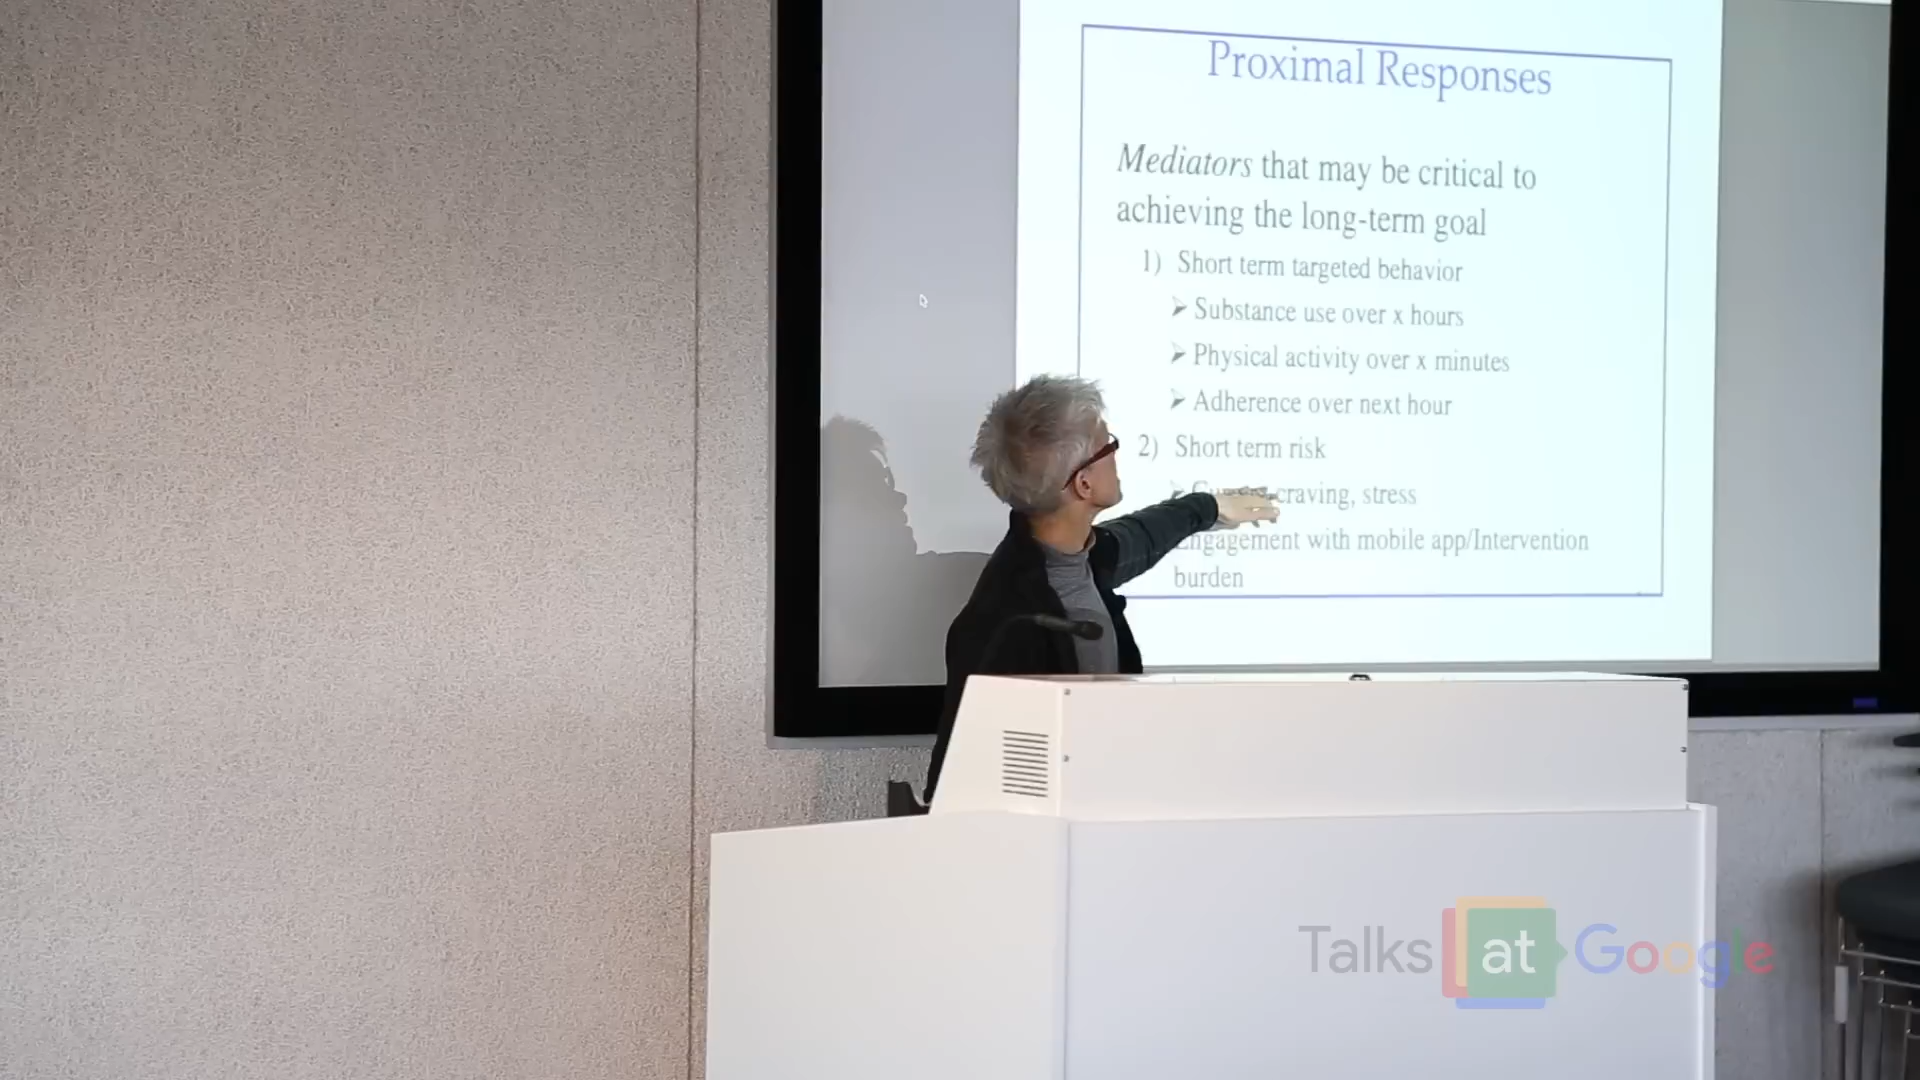 Proximal Responses
Mediators that may be critical to
achieving the long-term goal
1) Short term targeted behavior
➤ Substance use over x hours
➤ Physical activity over x minutes
➤ Adherence over next hour
2) Short term risk
➤ craving, stress
Engagement with mobile app/Intervention
burden
Talks at Google